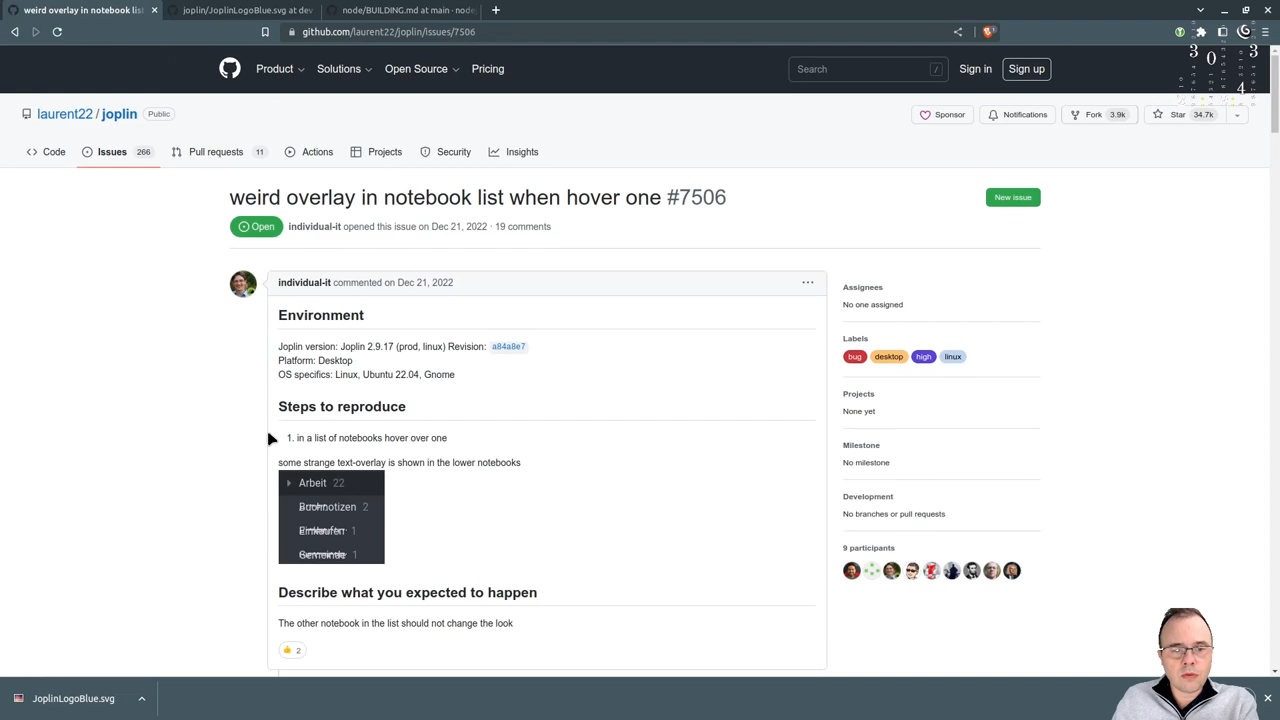 weird overlay in notebook list
joplin/JoplinLogoBlue.svg at dev
node/BUILDING.md at main · node
github.com/laurent22/joplin/issues/7506
Product
Solutions
Open Source
Pricing
Search
/
Sign in
Sign up
laurent22 / joplin Public
Sponsor
Notifications
Fork 3.9k
Star 34.7k
Code
Issues 266
Pull requests 11
Actions
Projects
Security
Insights
weird overlay in notebook list when hover one #7506
New issue
Open individual-it opened this issue on Dec 21, 2022 · 19 comments
individual-it commented on Dec 21, 2022
Environment
Joplin version: Joplin 2.9.17 (prod, linux) Revision: a84a8e7
Platform: Desktop
OS specifics: Linux, Ubuntu 22.04, Gnome
Steps to reproduce
1. in a list of notebooks hover over one
some strange text-overlay is shown in the lower notebooks
Arbeit 22
2
Einkaufen 1
Gemeinde 1
Describe what you expected to happen
The other notebook in the list should not change the look
2
Assignees
No one assigned
Labels
bug
desktop
high
linux
Projects
None yet
Milestone
No milestone
Development
No branches or pull requests
9 participants
JoplinLogoBlue.svg